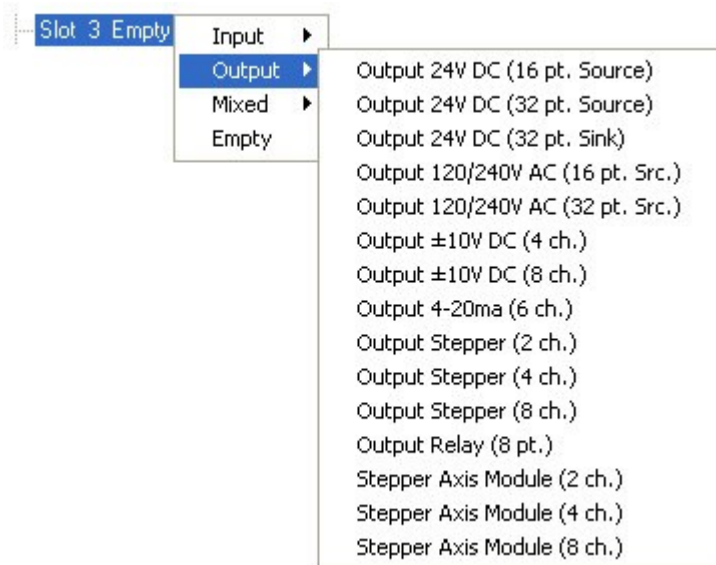 Slot 3 Empty
Input
Output
Mixed
Empty
Output 24V DC (16 pt. Source)
Output 24V DC (32 pt. Source)
Output 24V DC (32 pt. Sink)
Output 120/240V AC (16 pt. Src.)
Output 120/240V AC (32 pt. Src.)
Output ±10V DC (4 ch.)
Output ±10V DC (8 ch.)
Output 4-20ma (6 ch.)
Output Stepper (2 ch.)
Output Stepper (4 ch.)
Output Stepper (8 ch.)
Output Relay (8 pt.)
Stepper Axis Module (2 ch.)
Stepper Axis Module (4 ch.)
Stepper Axis Module (8 ch.)